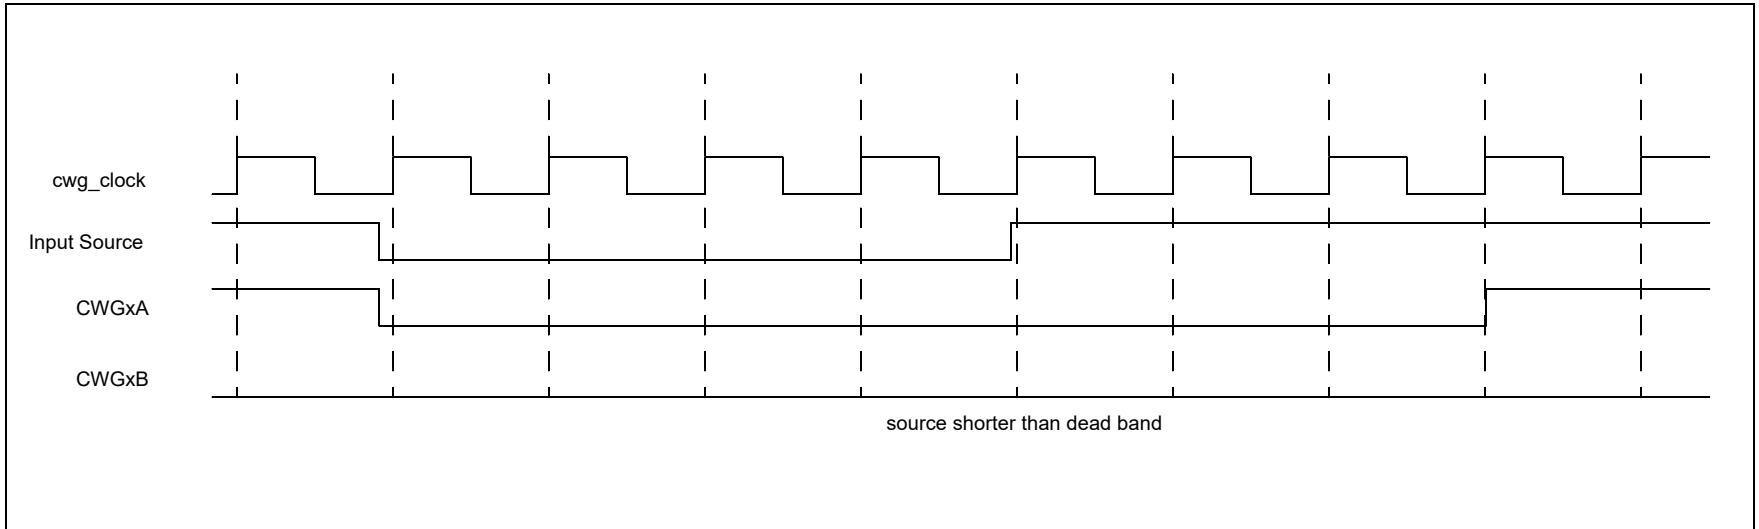 cwg_clock
Input Source
CWGxA
CWGxB
source shorter than dead band